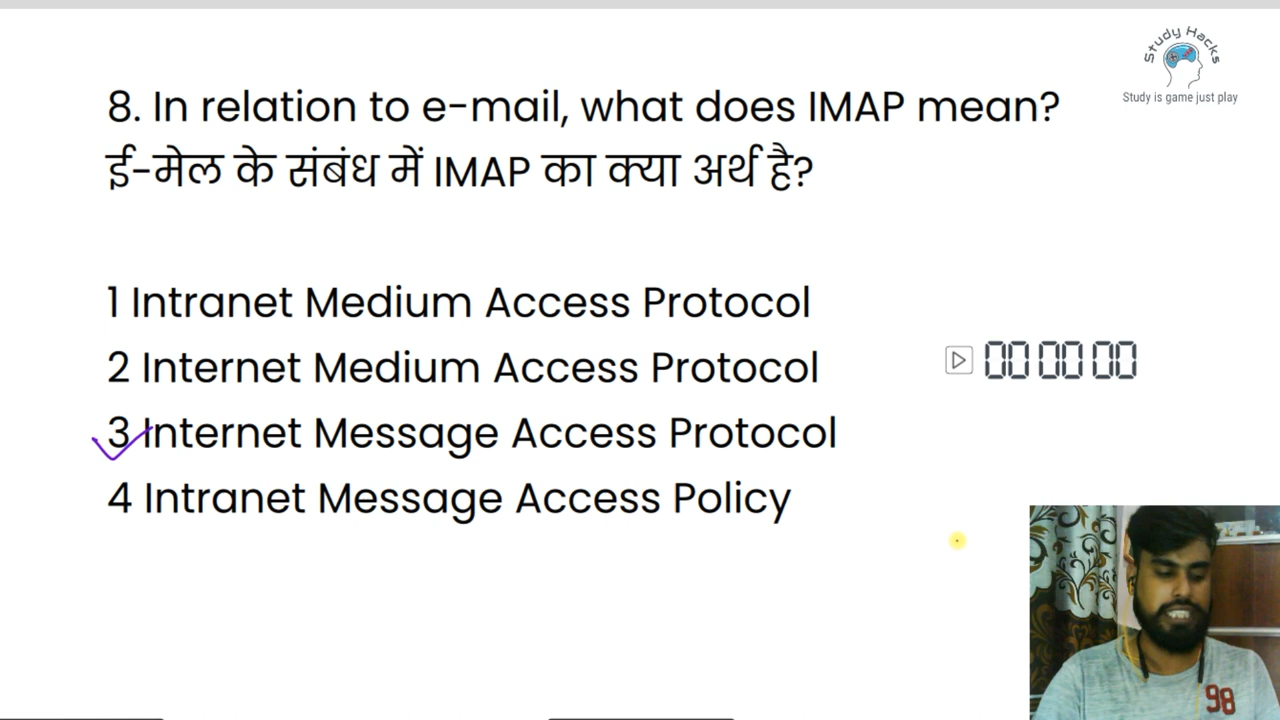 Study Hacks
Study is game just play
8. In relation to e-mail, what does IMAP mean?
ई-मेल के संबंध में IMAP का क्या अर्थ है?
1 Intranet Medium Access Protocol
2 Internet Medium Access Protocol
00 00 00
3 Internet Message Access Protocol
4 Intranet Message Access Policy
98